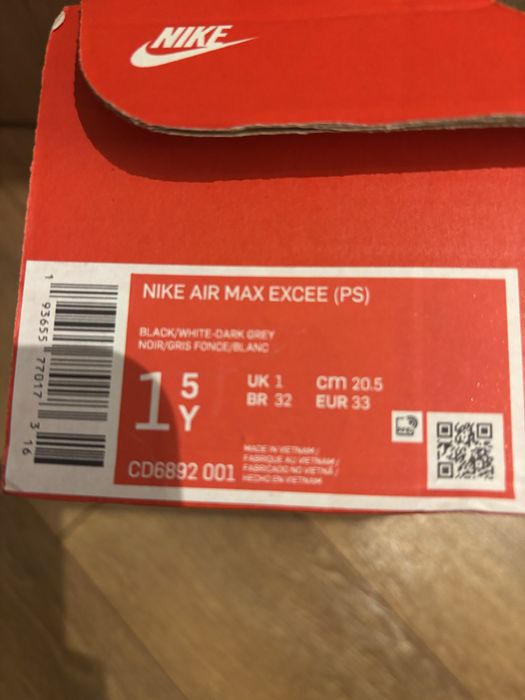 NIKE
NIKE AIR MAX EXCEE (PS)
BLACK/WHITE-DARK GREY
NOIR/GRIS FONCE/BLANC
1 5 Y
UK 1 cm 20.5
BR 32 EUR 33
CD6892 001
MADE IN VIETNAM/
FABRIQUE AU VIETNAM/
FABRICADO NO VIETNÃ/
HECHO EN VIETNAM
1 93655 77017 3 16